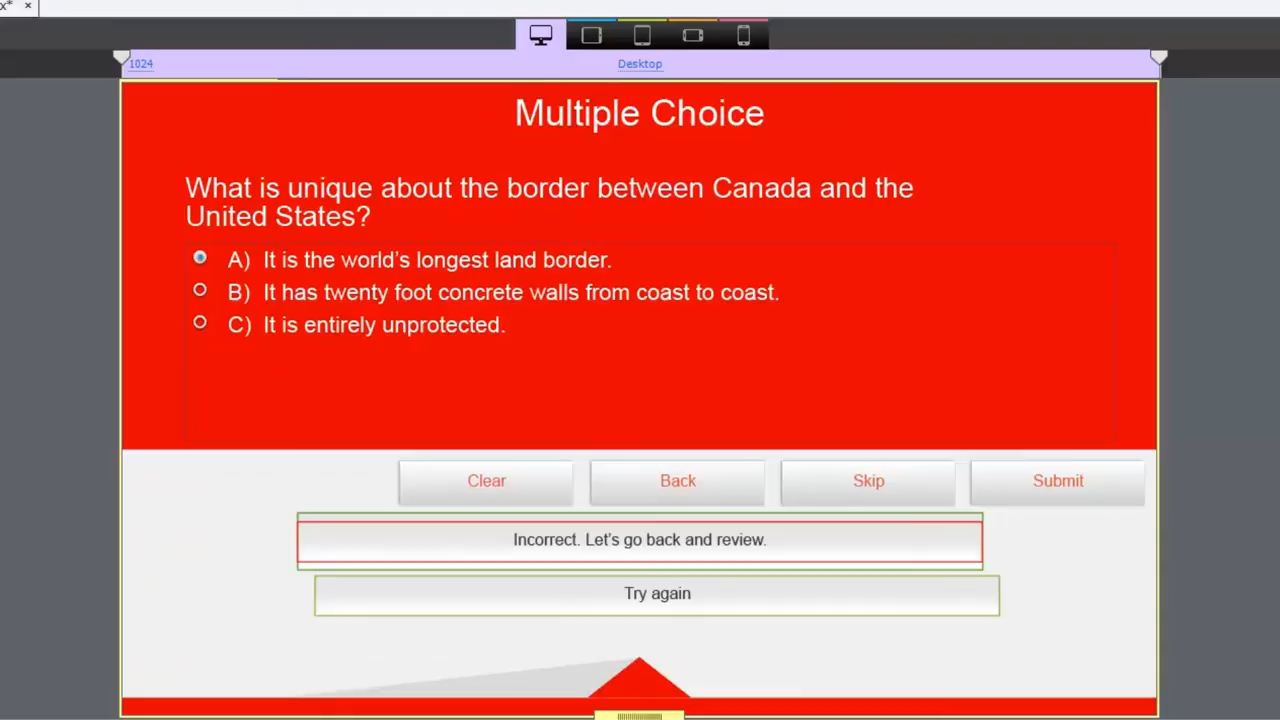 x* ×
1024 Desktop
Multiple Choice
What is unique about the border between Canada and the
United States?
A) It is the world’s longest land border.
B) It has twenty foot concrete walls from coast to coast.
C) It is entirely unprotected.
Clear Back Skip Submit
Incorrect. Let's go back and review.
Try again